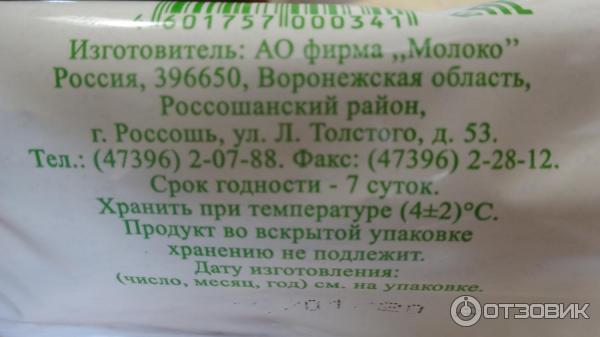 4601757000341
Изготовитель: АО фирма „Молоко”
Россия, 396650, Воронежская область,
Россошанский район,
г. Россошь, ул. Л. Толстого, д. 53.
Тел.: (47396) 2-07-88. Факс: (47396) 2-28-12.
Срок годности - 7 суток.
Хранить при температуре (4±2)°С.
Продукт во вскрытой упаковке
хранению не подлежит.
Дату изготовления:
(число, месяц, год) см. на упаковке.
ОТЗОВИК